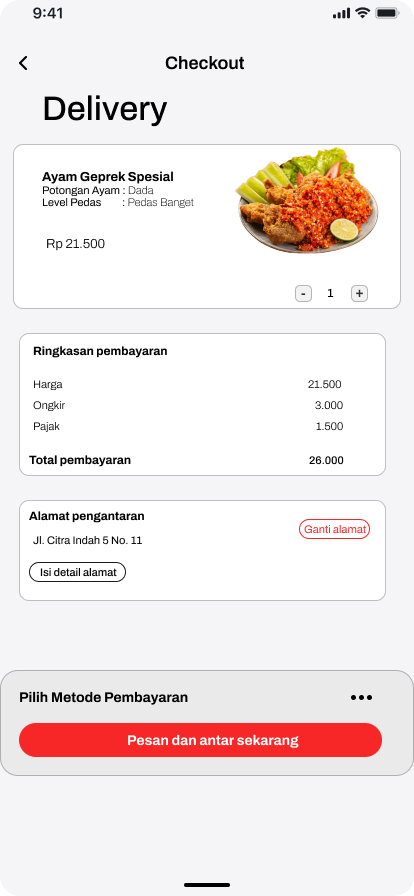 9:41
Checkout
Delivery
Ayam Geprek Spesial
Potongan Ayam : Dada
Level Pedas : Pedas Banget
Rp 21.500
- 1 +
Ringkasan pembayaran
Harga 21.500
Ongkir 3.000
Pajak 1.500
Total pembayaran 26.000
Alamat pengantaran
Ganti alamat
Jl. Citra Indah 5 No. 11
Isi detail alamat
Pilih Metode Pembayaran
Pesan dan antar sekarang